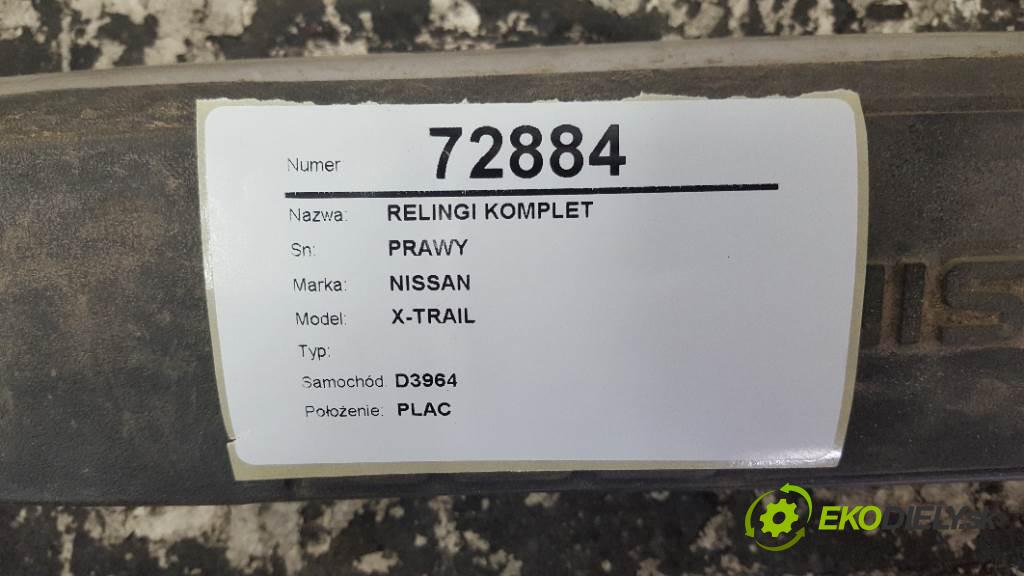 Numer 72884
Nazwa: RELINGI KOMPLET
Sn: PRAWY
Marka: NISSAN
Model: X-TRAIL
Typ:
Samochód D3964
Położenie: PLAC
EKODIELY.SK